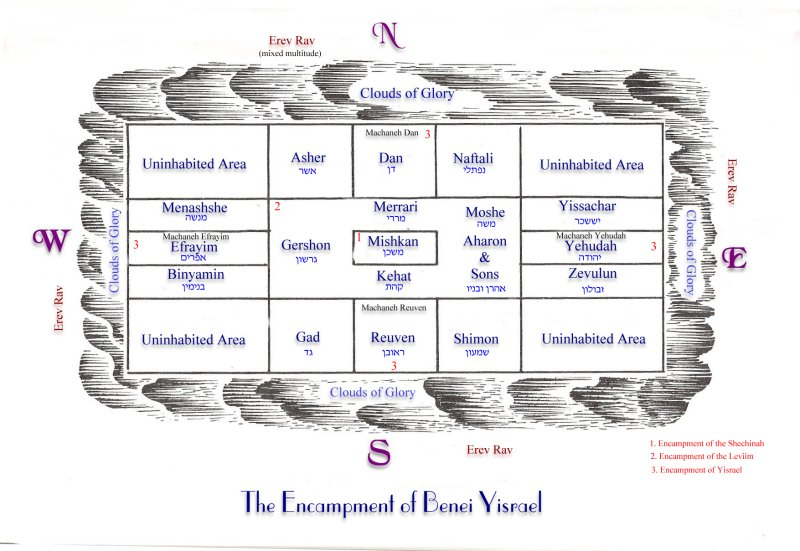 N
Erev Rav
(mixed multitude)
Clouds of Glory
Machaneh Dan 3
Uninhabited Area
Asher
אשר
Dan
דן
Naftali
נפתלי
Uninhabited Area
Erev Rav
Menashshe
מנשה
2
Merrari
מררי
Moshe
משה
Yissachar
יששכר
W
Clouds of Glory
3
Machaneh Efrayim
Efrayim
אפרים
Gershon
גרשון
1
Mishkan
משכן
Aharon
&
Sons
אהרן ובניו
Machaneh Yehudah
Yehudah
יהודה
3
Clouds of Glory
E
Binyamin
בנימין
Kehat
קהת
Zevulun
זבולון
Erev Rav
Machaneh Reuven
Uninhabited Area
Gad
גד
Reuven
ראובן
3
Shimon
שמעון
Uninhabited Area
Clouds of Glory
S
Erev Rav
1. Encampment of the Shechinah
2. Encampment of the Leviim
3. Encampment of Yisrael
The Encampment of Benei Yisrael